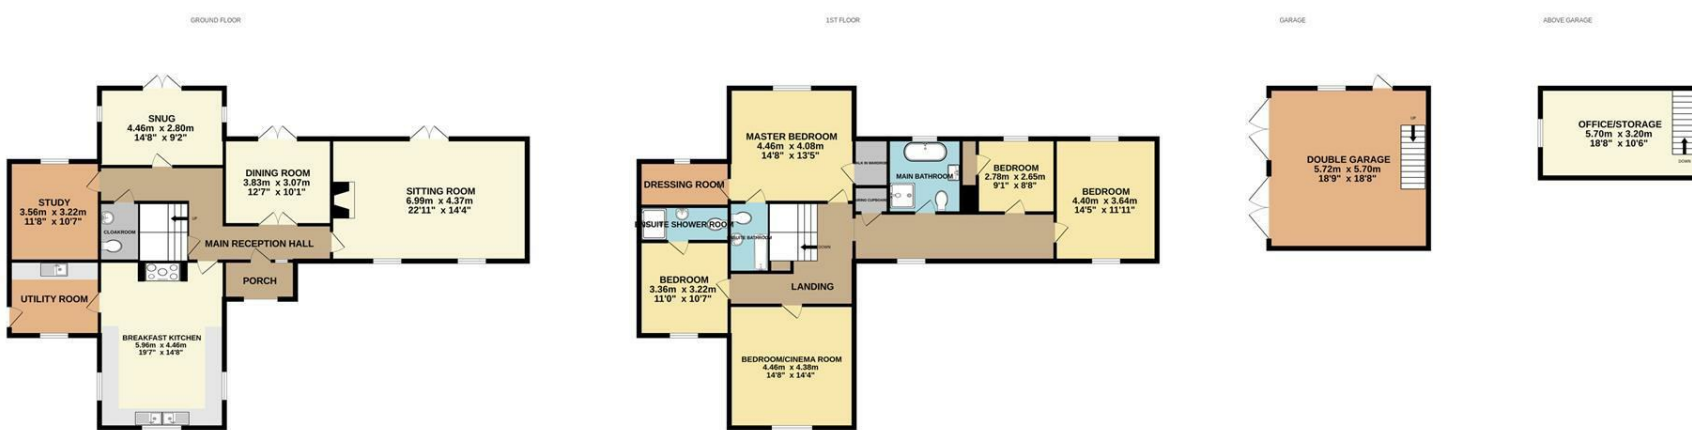 GROUND FLOOR
SNUG
4.46m x 2.80m
14'8" x 9'2"
DINING ROOM
3.83m x 3.07m
12'7" x 10'1"
SITTING ROOM
6.99m x 4.37m
22'11" x 14'4"
STUDY
3.56m x 3.22m
11'8" x 10'7"
CLOAKROOM
UP
MAIN RECEPTION HALL
PORCH
UTILITY ROOM
BREAKFAST KITCHEN
5.96m x 4.46m
19'7" x 14'8"
1ST FLOOR
MASTER BEDROOM
4.46m x 4.08m
14'8" x 13'5"
DRESSING ROOM
ENSUITE SHOWER ROOM
MAIN BATHROOM
BEDROOM
2.78m x 2.65m
9'1" x 8'8"
BEDROOM
4.40m x 3.64m
14'5" x 11'11"
DOWN
BEDROOM
3.36m x 3.22m
11'0" x 10'7"
LANDING
BEDROOM/CINEMA ROOM
4.46m x 4.38m
14'8" x 14'4"
GARAGE
UP
DOUBLE GARAGE
5.72m x 5.70m
18'9" x 18'8"
ABOVE GARAGE
OFFICE/STORAGE
5.70m x 3.20m
18'8" x 10'6"
DOWN